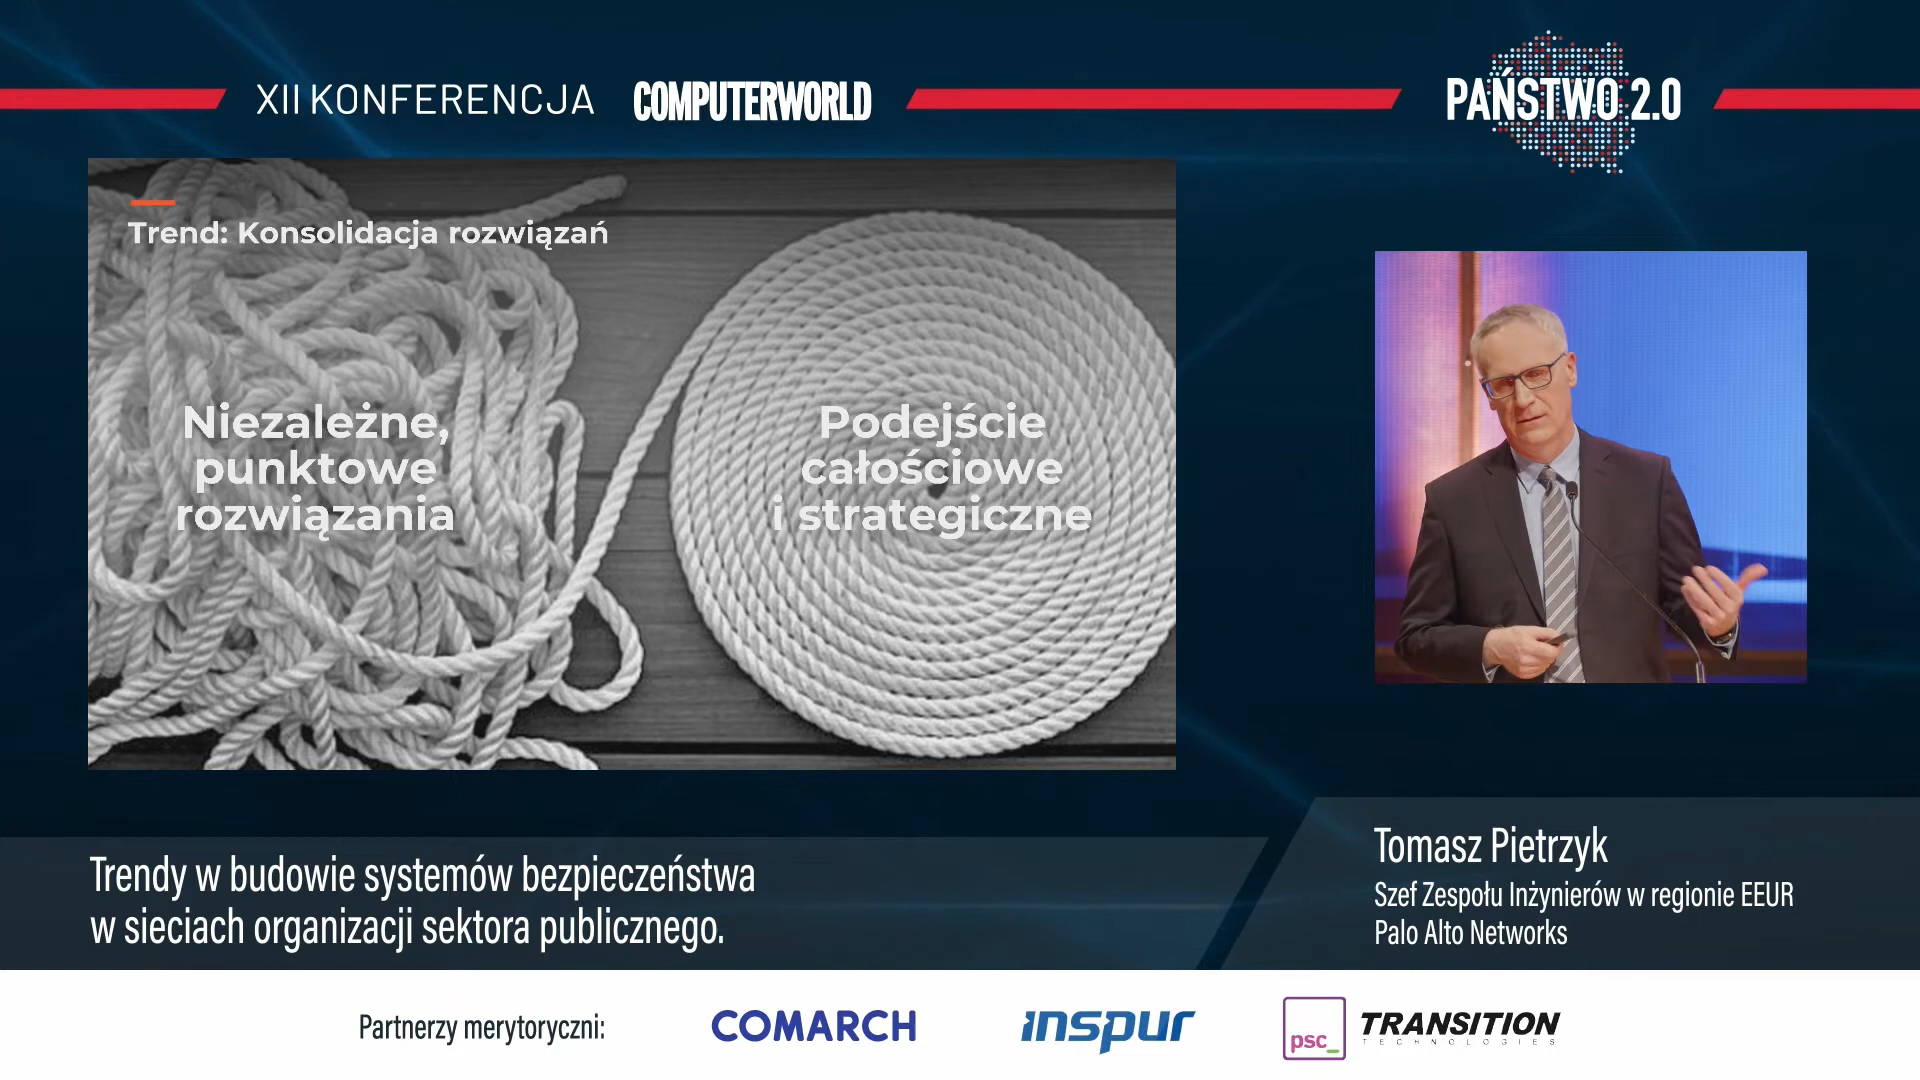 XII KONFERENCJA COMPUTERWORLD
PAŃSTWO 2.0
Trend: Konsolidacja rozwiązań
Niezależne,
punktowe
rozwiązania
Podejście
całościowe
i strategiczne
Trendy w budowie systemów bezpieczeństwa
w sieciach organizacji sektora publicznego.
Tomasz Pietrzyk
Szef Zespołu Inżynierów w regionie EEUR
Palo Alto Networks
Partnerzy merytoryczni:
COMARCH
inspur
psc_
TRANSITION
TECHNOLOGIES